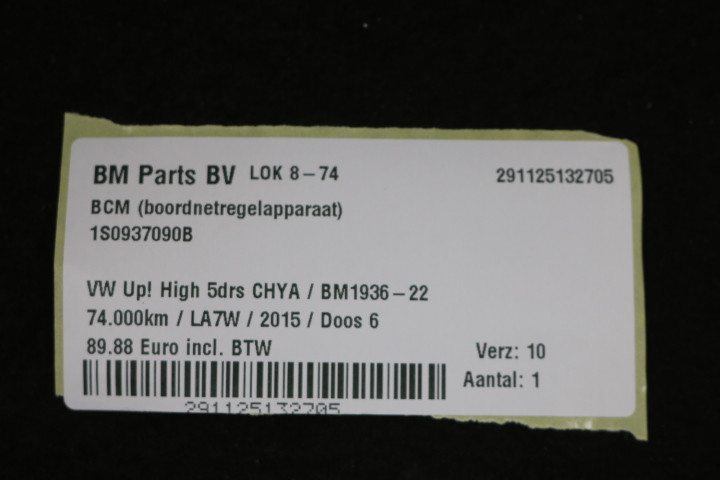 BM Parts BV LOK 8-74 291125132705
BCM (boordnetregelapparaat)
1S0937090B
VW Up! High 5drs CHYA / BM1936-22
74.000km / LA7W / 2015 / Doos 6
89.88 Euro incl. BTW Verz: 10
Aantal: 1
291125132705